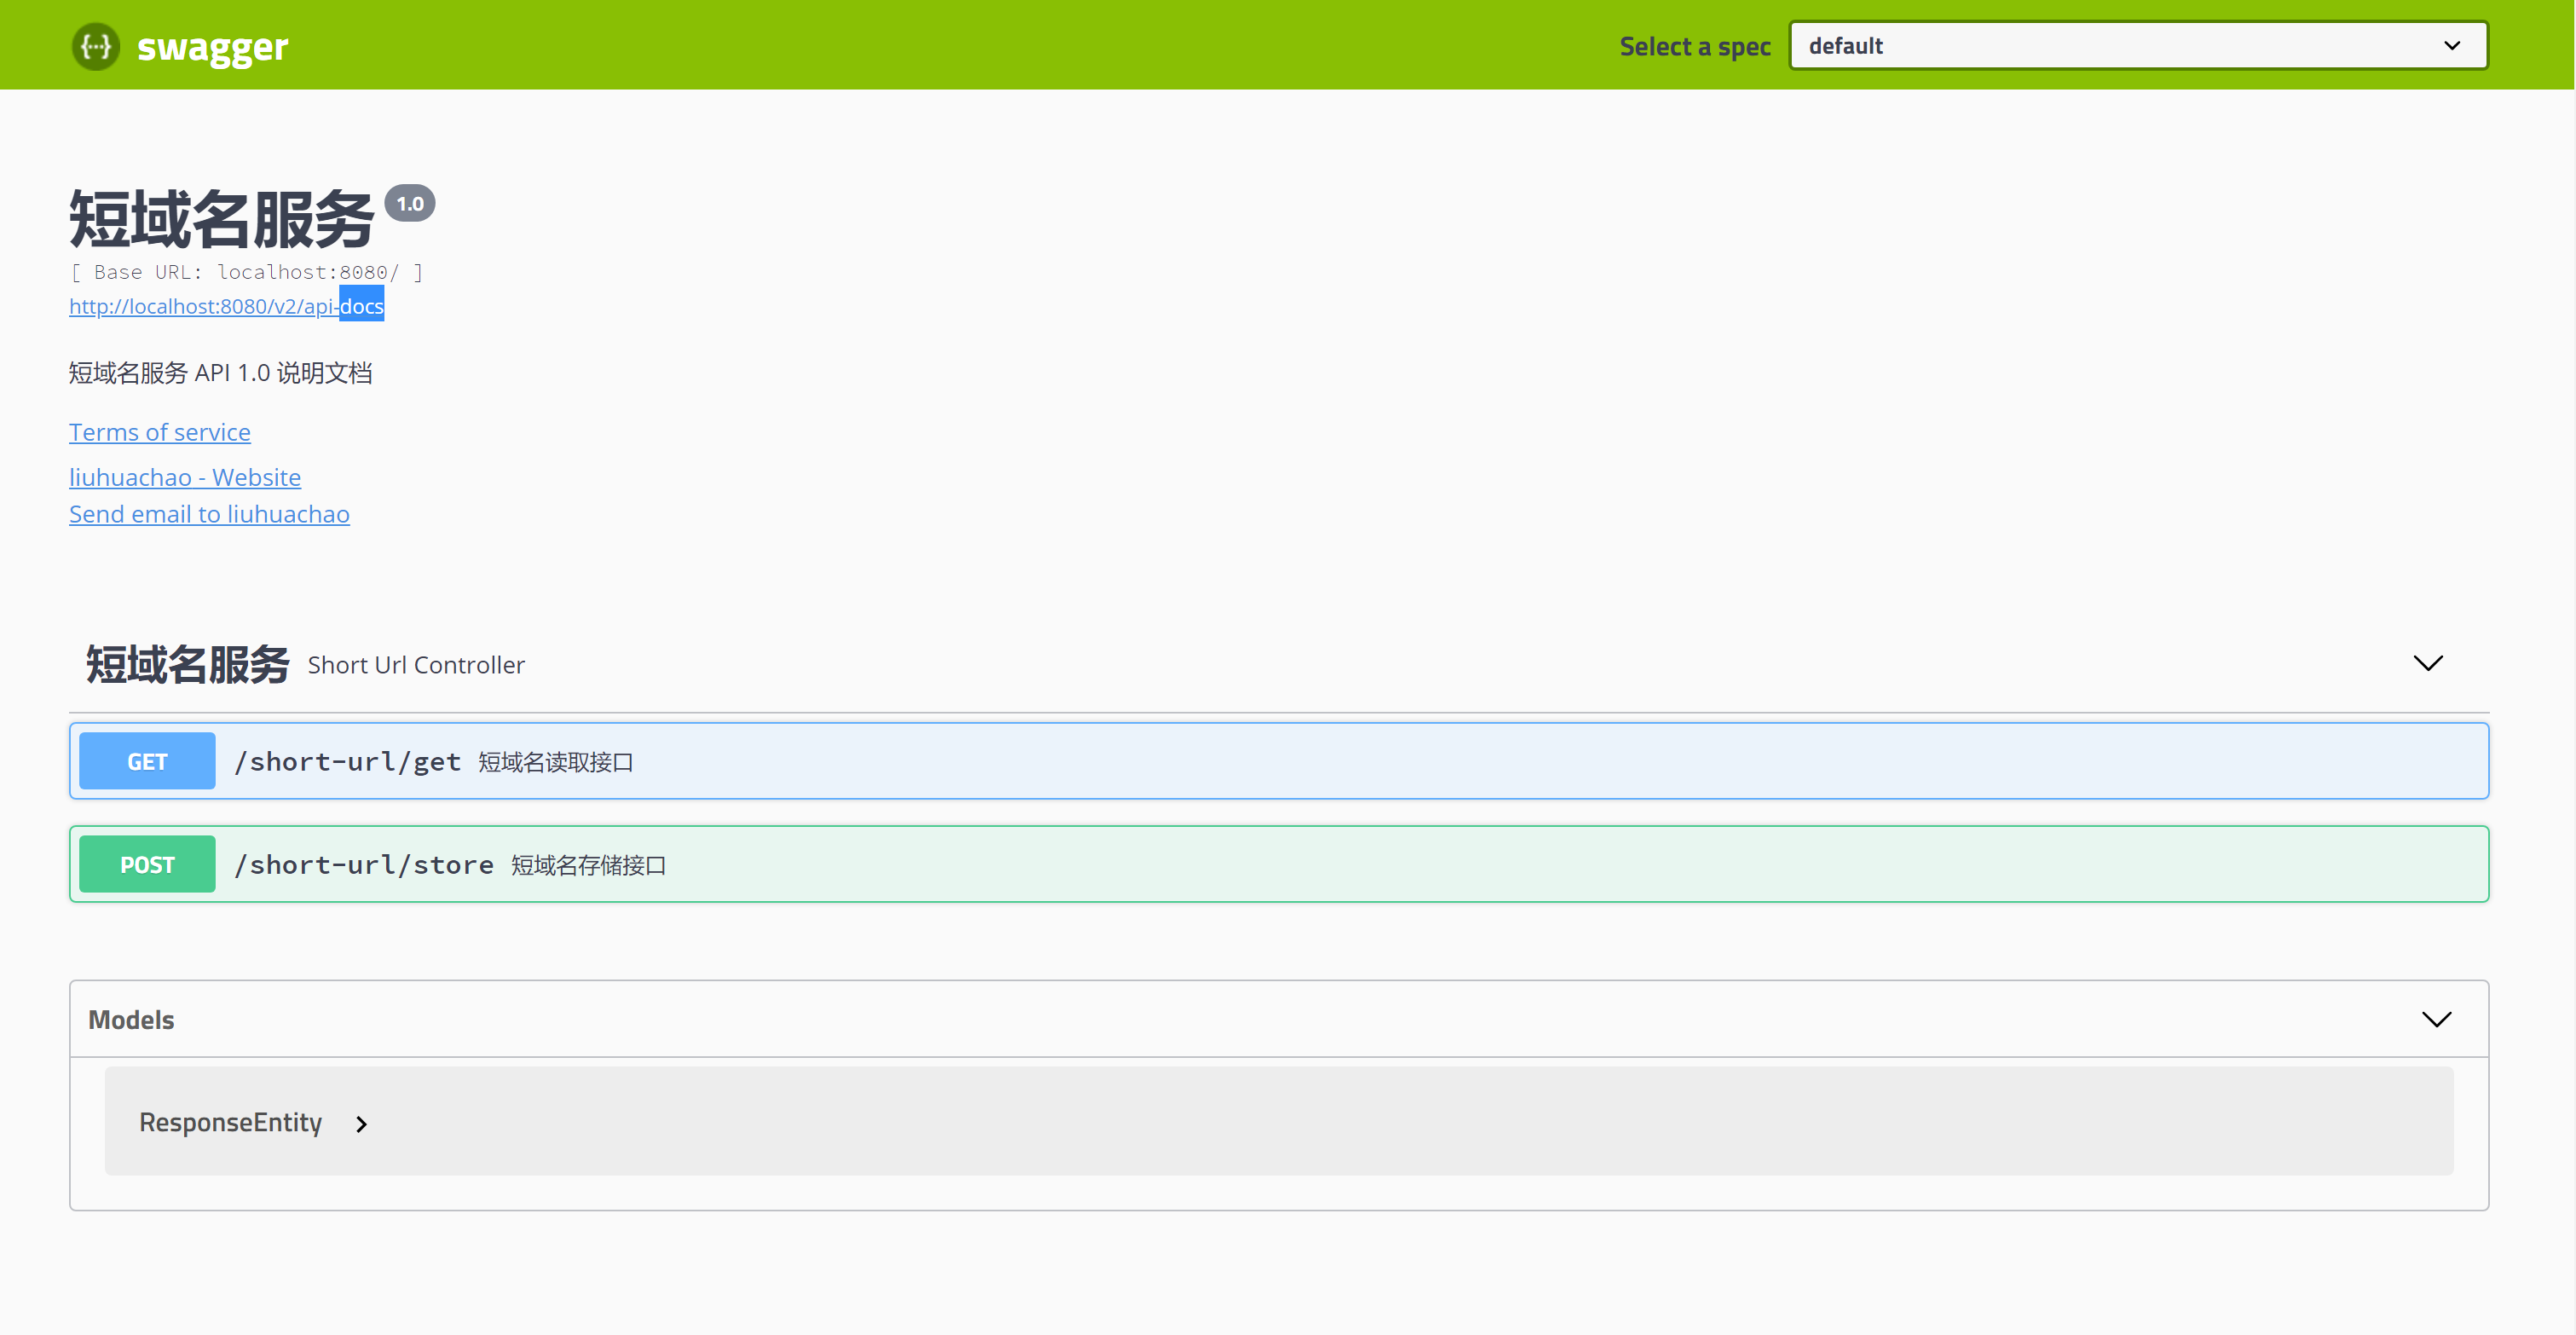 swagger
Select a spec default
短域名服务 1.0
[ Base URL: localhost:8080/ ]
http://localhost:8080/v2/api-docs
短域名服务 API 1.0 说明文档
Terms of service
liuhuachao - Website
Send email to liuhuachao
短域名服务 Short Url Controller
GET /short-url/get 短域名读取接口
POST /short-url/store 短域名存储接口
Models
ResponseEntity